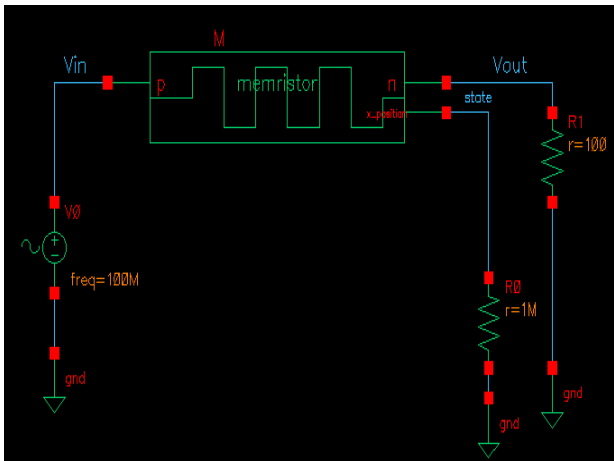 M
Vin
Vout
p
memristor
n
state
x_position
R1
r=100
V0
freq=100M
R0
r=1M
gnd
gnd
gnd